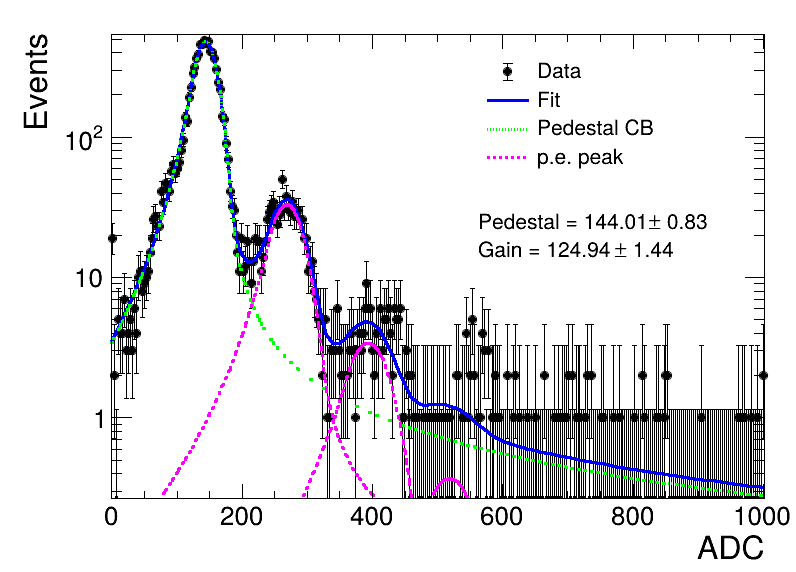 Events
Data
Fit
Pedestal CB
p.e. peak
Pedestal = 144.01± 0.83
Gain = 124.94 ± 1.44
10²
10
1
0 200 400 600 800 1000
ADC